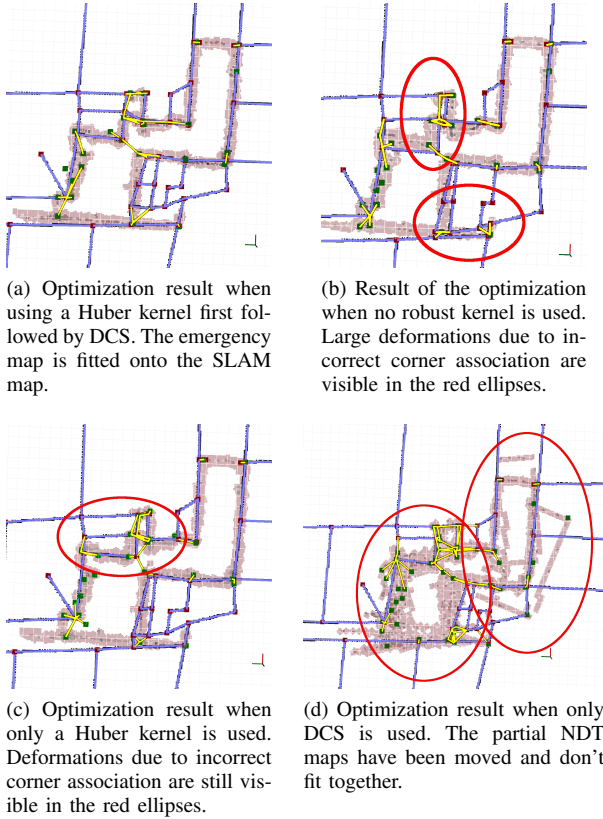 (a) Optimization result when
using a Huber kernel first fol-
lowed by DCS. The emergency
map is fitted onto the SLAM
map.
(b) Result of the optimization
when no robust kernel is used.
Large deformations due to in-
correct corner association are
visible in the red ellipses.
(c) Optimization result when
only a Huber kernel is used.
Deformations due to incorrect
corner association are still vis-
ible in the red ellipses.
(d) Optimization result when only
DCS is used. The partial NDT
maps have been moved and don't
fit together.